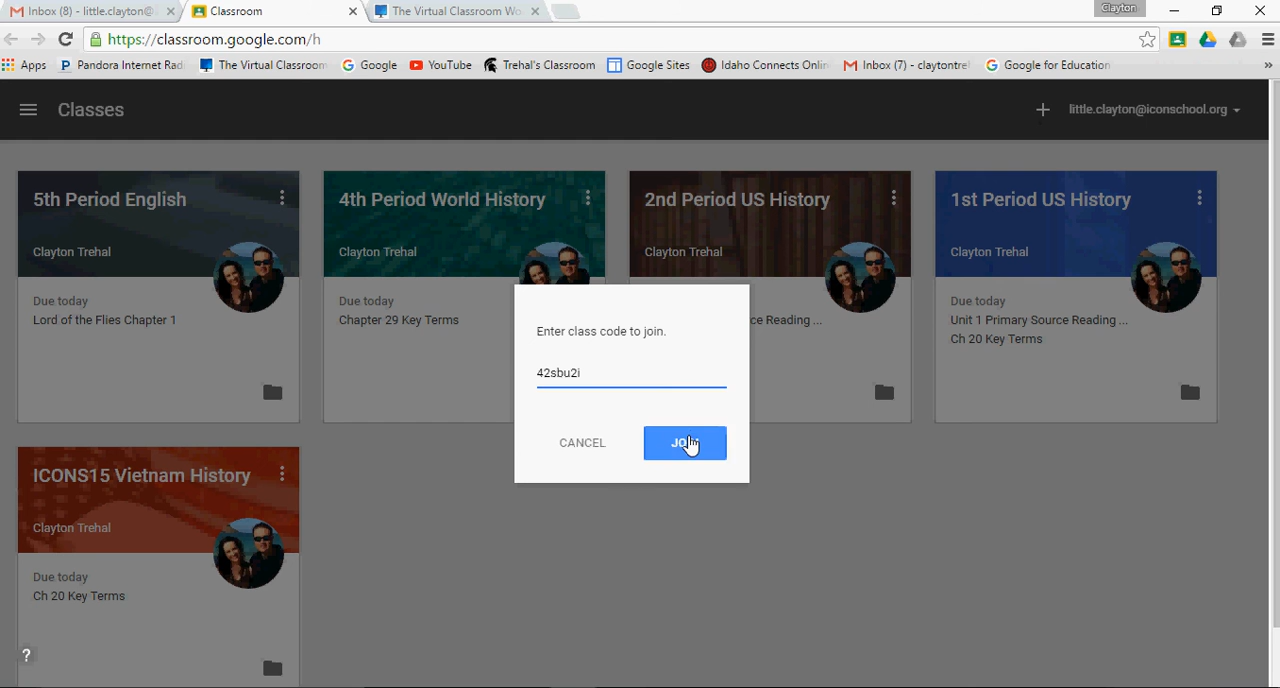 Inbox (8) - little.clayton@
Classroom
The Virtual Classroom Wo
Clayton
https://classroom.google.com/h
Apps
Pandora Internet Radi
The Virtual Classroom
Google
YouTube
Trehal's Classroom
Google Sites
Idaho Connects Onlin
Inbox (7) - claytontre
Google for Education
»
Classes
little.clayton@iconschool.org
5th Period English
Clayton Trehal
Due today
Lord of the Flies Chapter 1
4th Period World History
Clayton Trehal
Due today
Chapter 29 Key Terms
2nd Period US History
Clayton Trehal
ce Reading ...
1st Period US History
Clayton Trehal
Due today
Unit 1 Primary Source Reading ...
Ch 20 Key Terms
Enter class code to join.
42sbu2i
CANCEL
ICONS15 Vietnam History
Clayton Trehal
Due today
Ch 20 Key Terms
?